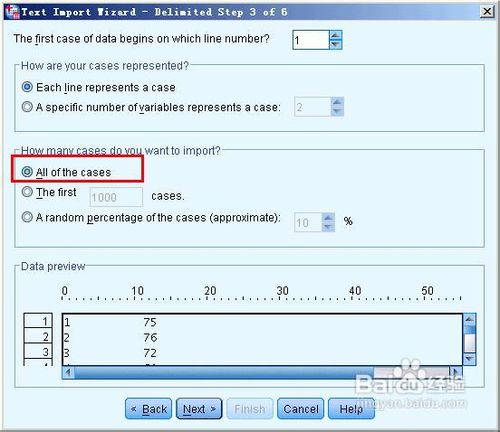 Text Import Wizard - Delimited Step 3 of 6
The first case of data begins on which line number? 1
How are your cases represented?
Each line represents a case
A specific number of variables represents a case: 2
How many cases do you want to import?
All of the cases
The first 1000 cases.
A random percentage of the cases (approximate): 10 %
Data preview
0 10 20 30 40 50
1 1 75
2 2 76
3 3 72
< Back Next > Finish Cancel Help
Baidu 经验
jingyan.baidu.com